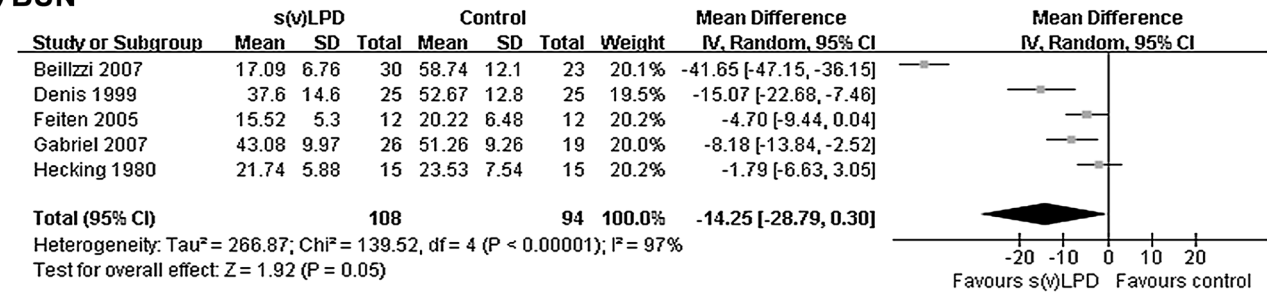 BUN
s(v)LPD Control Mean Difference Mean Difference
Study or Subgroup Mean SD Total Mean SD Total Weight IV, Random, 95% CI IV, Random, 95% CI
Beillzzi 2007 17.09 6.76 30 58.74 12.1 23 20.1% -41.65 [-47.15, -36.15]
Denis 1999 37.6 14.6 25 52.67 12.8 25 19.5% -15.07 [-22.68, -7.46]
Feiten 2005 15.52 5.3 12 20.22 6.48 12 20.2% -4.70 [-9.44, 0.04]
Gabriel 2007 43.08 9.97 26 51.26 9.26 19 20.0% -8.18 [-13.84, -2.52]
Hecking 1980 21.74 5.88 15 23.53 7.54 15 20.2% -1.79 [-6.63, 3.05]
Total (95% CI) 108 94 100.0% -14.25 [-28.79, 0.30]
Heterogeneity: Tau² = 266.87; Chi² = 139.52, df = 4 (P < 0.00001); I² = 97%
Test for overall effect: Z = 1.92 (P = 0.05)
-20 -10 0 10 20
Favours s(v)LPD Favours control